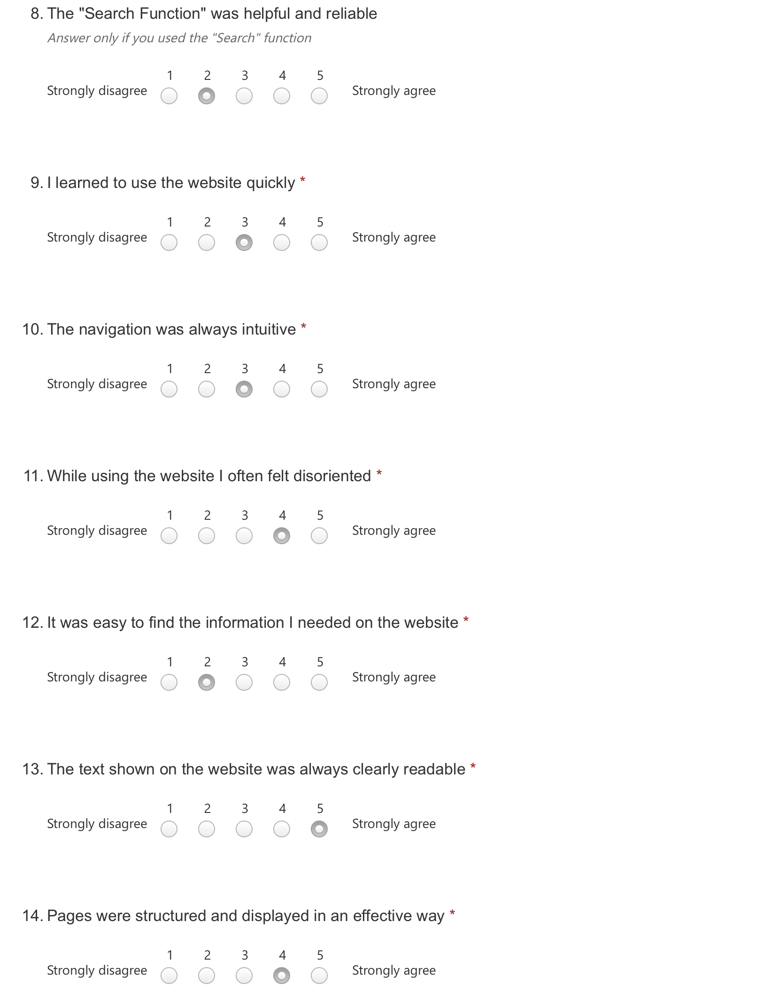 8. The "Search Function" was helpful and reliable
Answer only if you used the "Search" function
1 2 3 4 5
Strongly disagree Strongly agree
9. I learned to use the website quickly *
1 2 3 4 5
Strongly disagree Strongly agree
10. The navigation was always intuitive *
1 2 3 4 5
Strongly disagree Strongly agree
11. While using the website I often felt disoriented *
1 2 3 4 5
Strongly disagree Strongly agree
12. It was easy to find the information I needed on the website *
1 2 3 4 5
Strongly disagree Strongly agree
13. The text shown on the website was always clearly readable *
1 2 3 4 5
Strongly disagree Strongly agree
14. Pages were structured and displayed in an effective way *
1 2 3 4 5
Strongly disagree Strongly agree